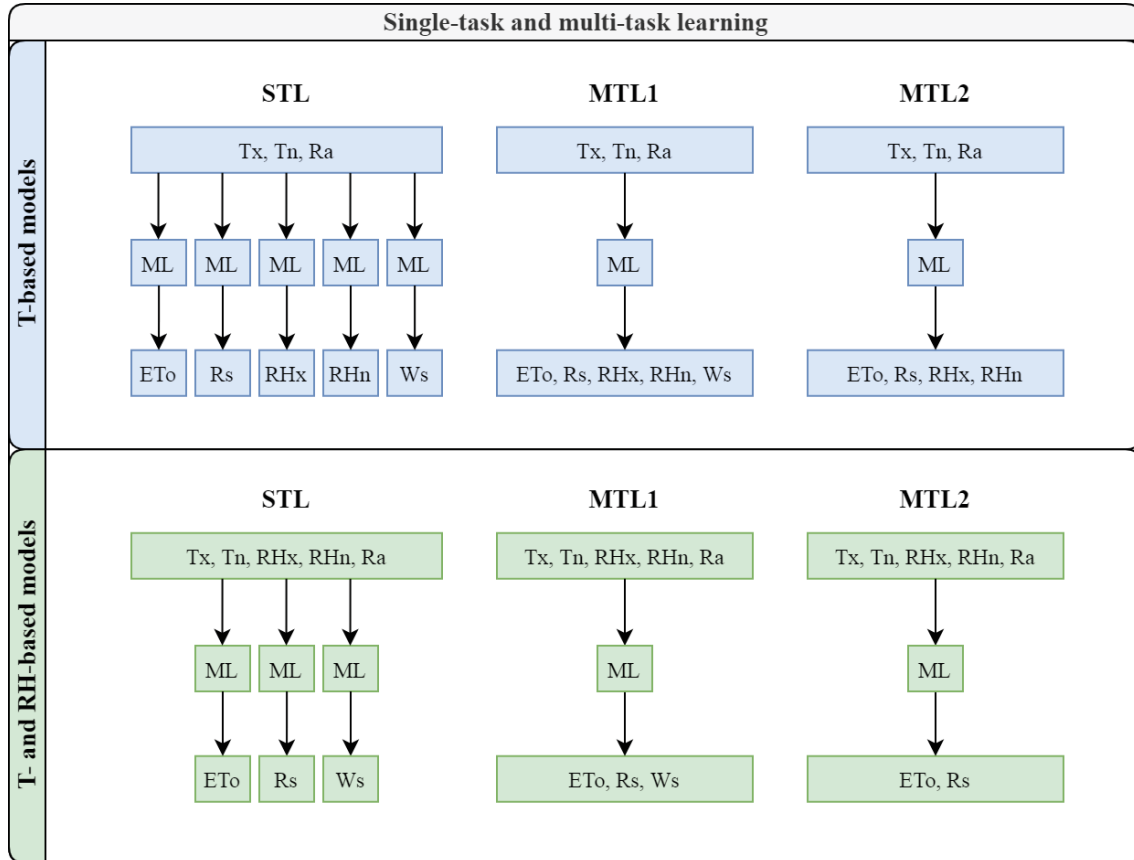 Single-task and multi-task learning
T-based models
STL
MTL1
MTL2
Tx, Tn, Ra
Tx, Tn, Ra
Tx, Tn, Ra
ML
ML
ML
ML
ML
ML
ML
ETo
Rs
RHx
RHn
Ws
ETo, Rs, RHx, RHn, Ws
ETo, Rs, RHx, RHn
T- and RH-based models
STL
MTL1
MTL2
Tx, Tn, RHx, RHn, Ra
Tx, Tn, RHx, RHn, Ra
Tx, Tn, RHx, RHn, Ra
ML
ML
ML
ML
ML
ETo
Rs
Ws
ETo, Rs, Ws
ETo, Rs